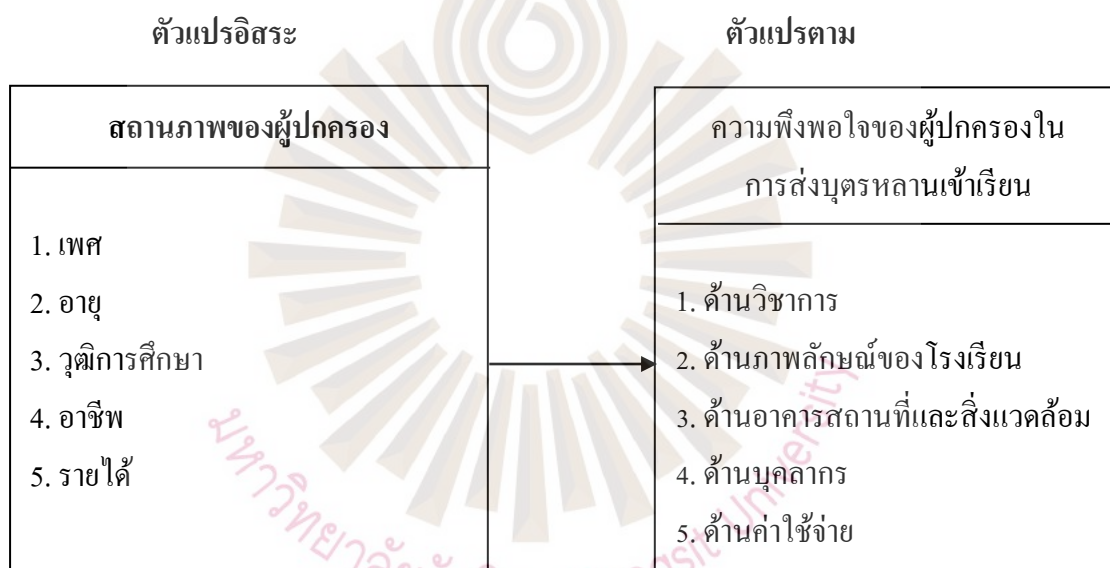 ตัวแปรอิสระ
ตัวแปรตาม
สถานภาพของผู้ปกครอง
1. เพศ
2. อายุ
3. วุฒิการศึกษา
4. อาชีพ
5. รายได้
ความพึงพอใจของผู้ปกครองใน
การส่งบุตรหลานเข้าเรียน
1. ด้านวิชาการ
2. ด้านภาพลักษณ์ของโรงเรียน
3. ด้านอาคารสถานที่และสิ่งแวดล้อม
4. ด้านบุคลากร
5. ด้านค่าใช้จ่าย
University